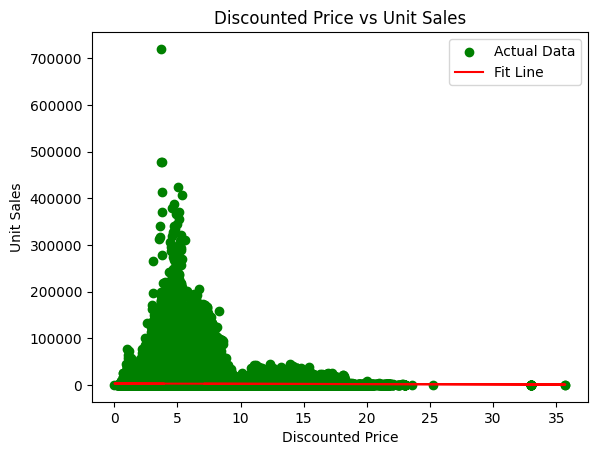 Discounted Price vs Unit Sales
Actual Data
Fit Line
Unit Sales
700000
600000
500000
400000
300000
200000
100000
0
0 5 10 15 20 25 30 35
Discounted Price